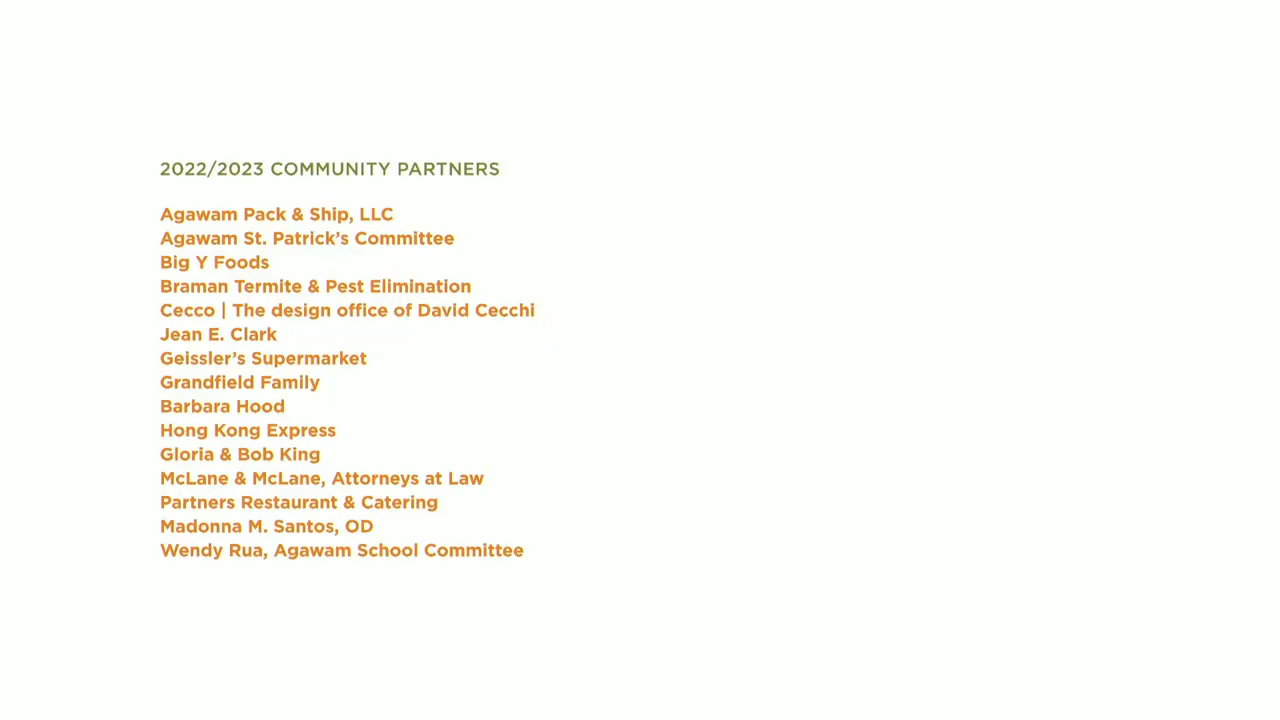 2022/2023 COMMUNITY PARTNERS
Agawam Pack & Ship, LLC
Agawam St. Patrick’s Committee
Big Y Foods
Braman Termite & Pest Elimination
Cecco | The design office of David Cecchi
Jean E. Clark
Geissler’s Supermarket
Grandfield Family
Barbara Hood
Hong Kong Express
Gloria & Bob King
McLane & McLane, Attorneys at Law
Partners Restaurant & Catering
Madonna M. Santos, OD
Wendy Rua, Agawam School Committee